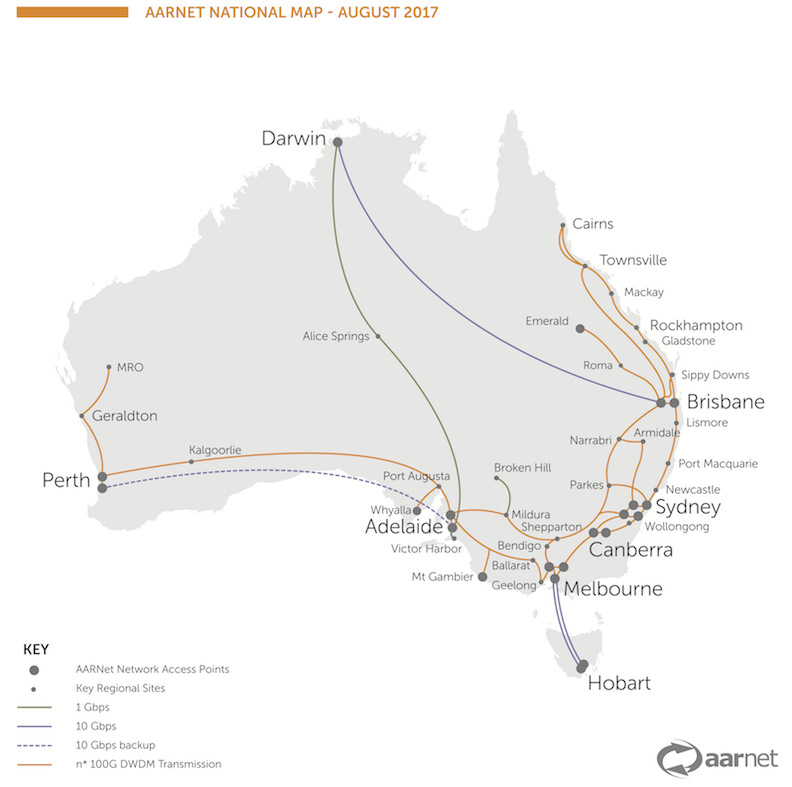 AARNET NATIONAL MAP - AUGUST 2017
Darwin
Cairns
Townsville
Mackay
Emerald
Rockhampton
Gladstone
Alice Springs
Roma
MRO
Sippy Downs
Brisbane
Geraldton
Lismore
Armidale
Narrabri
Kalgoorlie
Port Macquarie
Broken Hill
Port Augusta
Perth
Parkes
Newcastle
Whyalla
Mildura
Sydney
Adelaide
Shepparton
Wollongong
Victor Harbor
Bendigo
Canberra
Ballarat
Mt Gambier
Geelong
Melbourne
Hobart
KEY
AARNet Network Access Points
Key Regional Sites
1 Gbps
10 Gbps
10 Gbps backup
n* 100G DWDM Transmission
aarnet